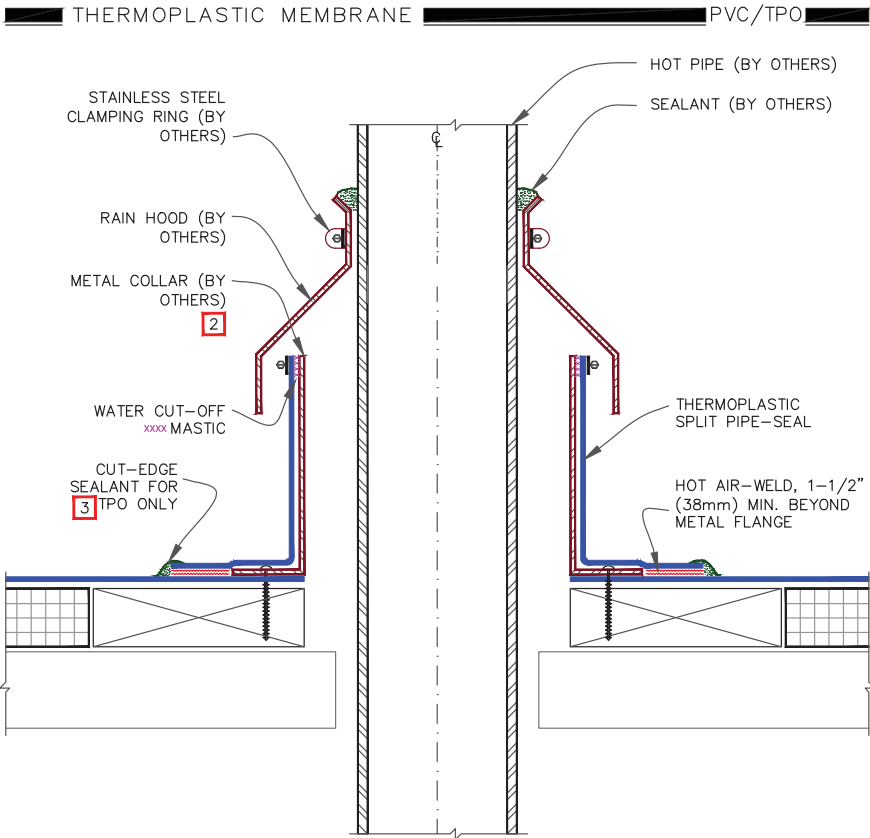 THERMOPLASTIC MEMBRANE
PVC/TPO
HOT PIPE (BY OTHERS)
SEALANT (BY OTHERS)
STAINLESS STEEL
CLAMPING RING (BY
OTHERS)
℄
RAIN HOOD (BY
OTHERS)
METAL COLLAR (BY
OTHERS)
2
WATER CUT-OFF
xxxx MASTIC
CUT-EDGE
SEALANT FOR
3 TPO ONLY
THERMOPLASTIC
SPLIT PIPE-SEAL
HOT AIR-WELD, 1-1/2"
(38mm) MIN. BEYOND
METAL FLANGE